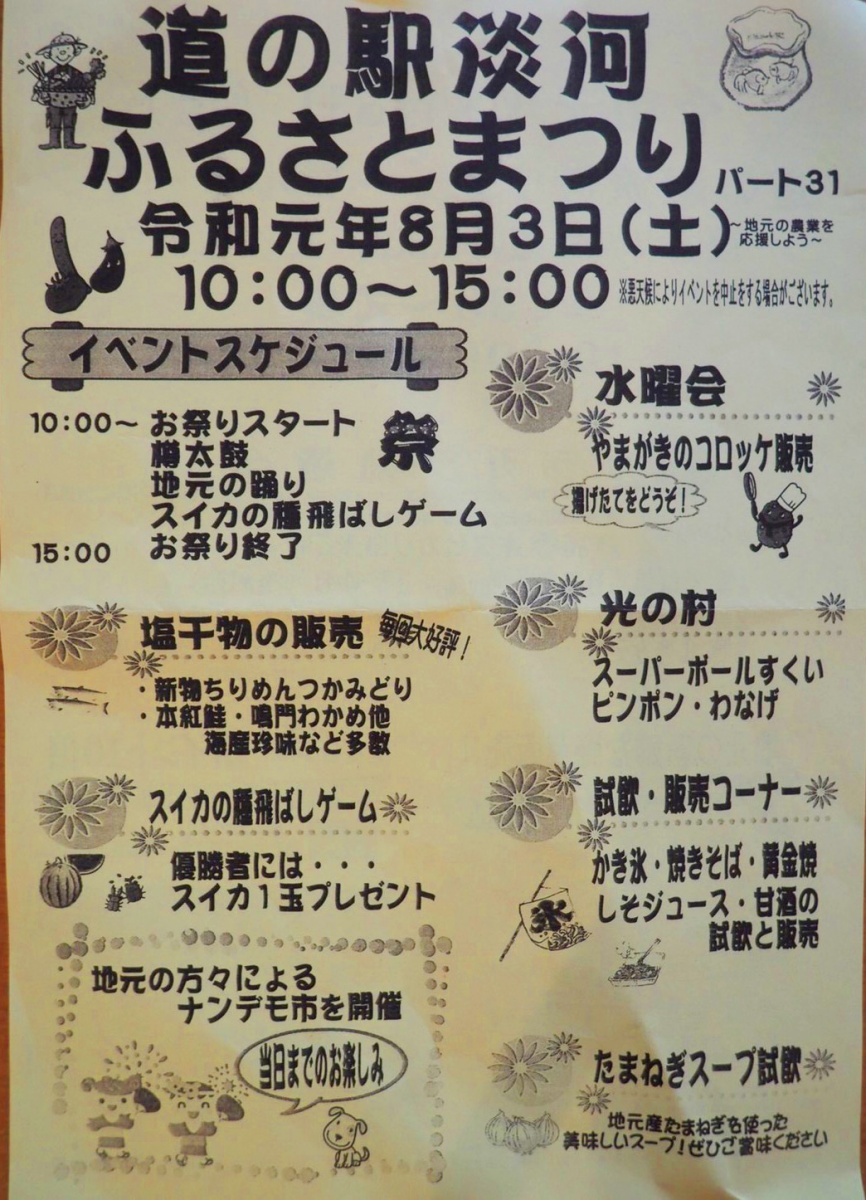 道の駅淡河
ふるさとまつり パート31
令和元年8月3日(土)
～地元の農業を
応援しよう～
10:00～15:00
※悪天候によりイベントを中止をする場合がございます。
イベントスケジュール
10:00～ お祭りスタート
樽太鼓
地元の踊り
スイカの種飛ばしゲーム
15:00 お祭り終了
祭
塩干物の販売 毎回大好評！
・新物ちりめんつかみどり
・本紅鮭・鳴門わかめ他
海産珍味など多数
スイカの種飛ばしゲーム
優勝者には・・・
スイカ1玉プレゼント
地元の方々による
ナンデモ市を開催
当日までのお楽しみ
水曜会
やまがきのコロッケ販売
揚げたてをどうぞ！
光の村
スーパーボールすくい
ピンポン・わなげ
試飲・販売コーナー
かき氷・焼きそば・黄金焼
しそジュース・甘酒の
試飲と販売
氷
たまねぎスープ試飲
地元産たまねぎを使った
美味しいスープ！ぜひご賞味ください